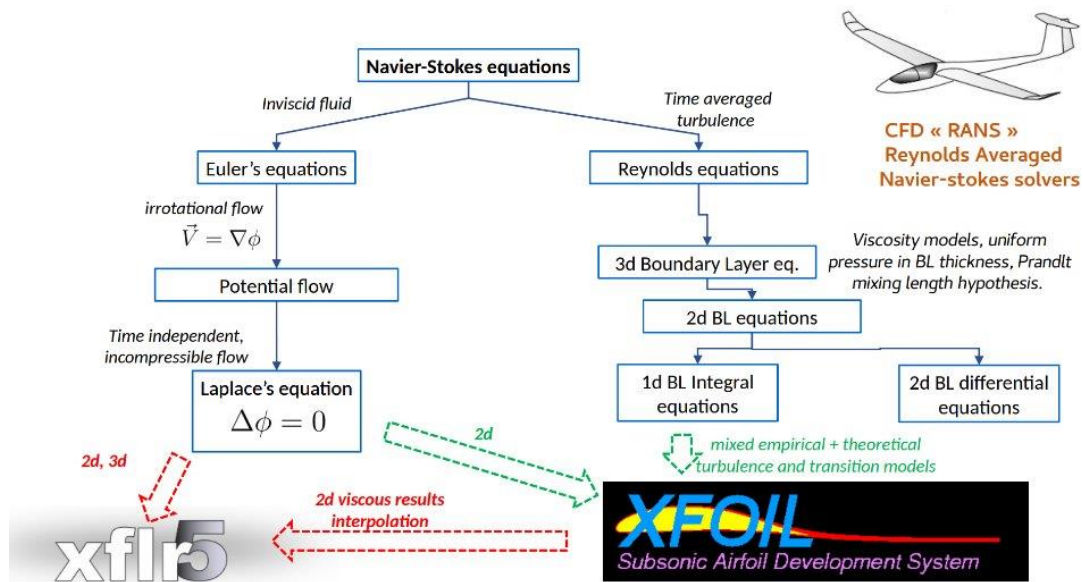 Navier-Stokes equations
Inviscid fluid
Time averaged
turbulence
CFD « RANS »
Reynolds Averaged
Navier-stokes solvers
Euler's equations
Reynolds equations
irrotational flow
V⃗ = ∇ϕ
Viscosity models, uniform
pressure in BL thickness, Prandlt
mixing length hypothesis.
3d Boundary Layer eq.
Potential flow
2d BL equations
Time independent,
incompressible flow
Laplace's equation
Δϕ = 0
1d BL Integral
equations
2d BL differential
equations
2d
mixed empirical + theoretical
turbulence and transition models
2d, 3d
2d viscous results
interpolation
XFOIL
Subsonic Airfoil Development System
xflr5